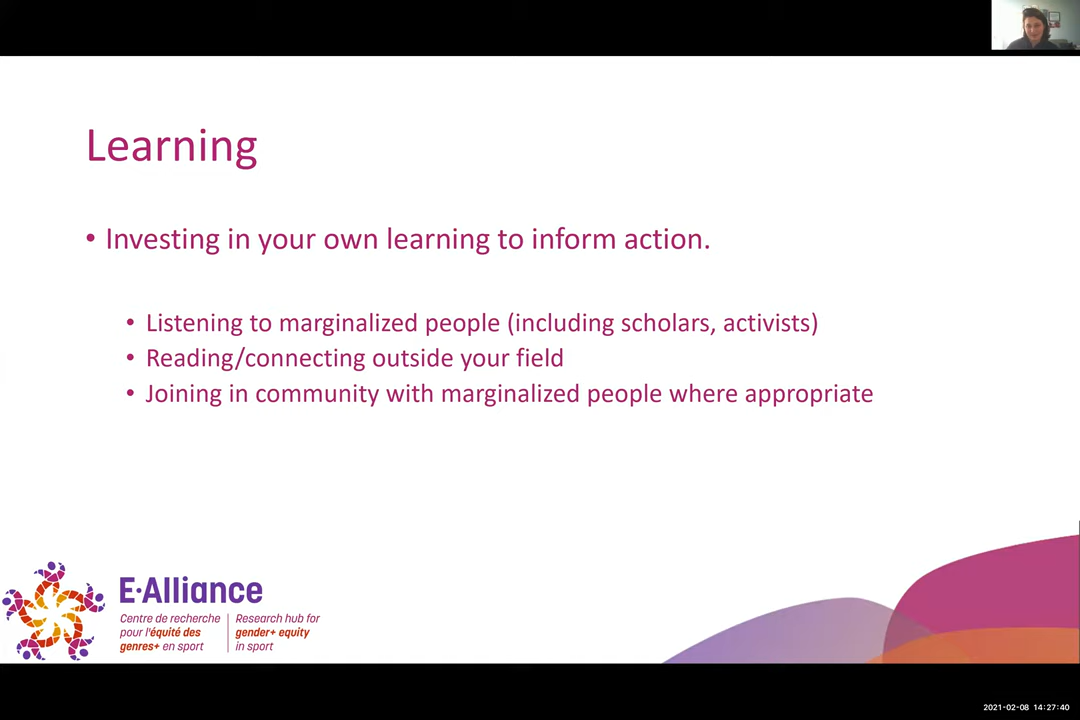 Learning
• Investing in your own learning to inform action.
• Listening to marginalized people (including scholars, activists)
• Reading/connecting outside your field
• Joining in community with marginalized people where appropriate
E·Alliance
Centre de recherche
pour l'équité des
genres+ en sport
Research hub for
gender+ equity
in sport
2021-02-08 14:27:40